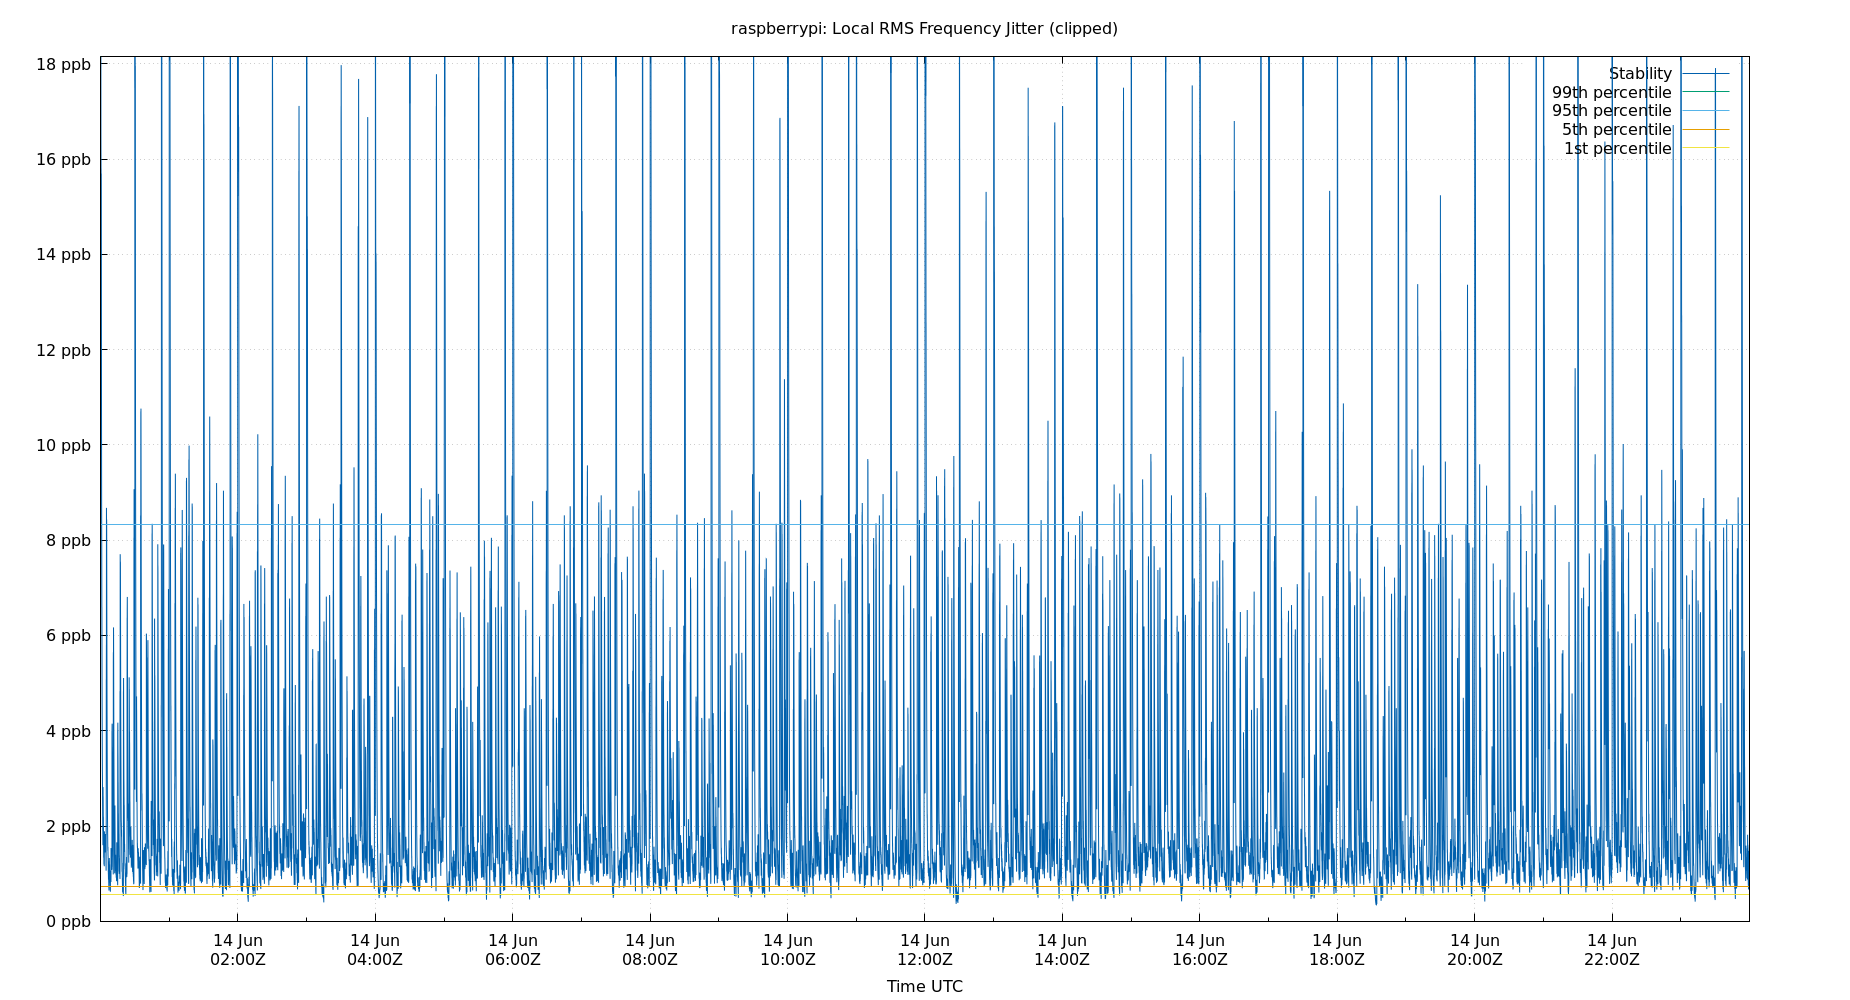 raspberrypi: Local RMS Frequency Jitter (clipped)
18 ppb
16 ppb
14 ppb
12 ppb
10 ppb
8 ppb
6 ppb
4 ppb
2 ppb
0 ppb
Stability
99th percentile
95th percentile
5th percentile
1st percentile
14 Jun 14 Jun 14 Jun 14 Jun 14 Jun 14 Jun 14 Jun 14 Jun 14 Jun 14 Jun 14 Jun
02:00Z 04:00Z 06:00Z 08:00Z 10:00Z 12:00Z 14:00Z 16:00Z 18:00Z 20:00Z 22:00Z
Time UTC